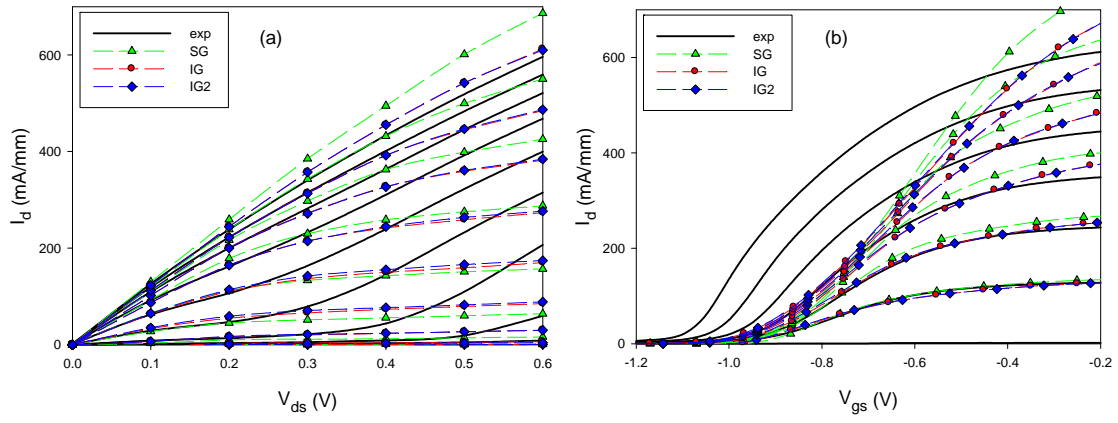 (a)
exp
SG
IG
IG2
600
400
200
0
I_d (mA/mm)
0.0 0.1 0.2 0.3 0.4 0.5 0.6
V_ds (V)
(b)
exp
SG
IG
IG2
600
400
200
0
I_d (mA/mm)
-1.2 -1.0 -0.8 -0.6 -0.4 -0.2
V_gs (V)